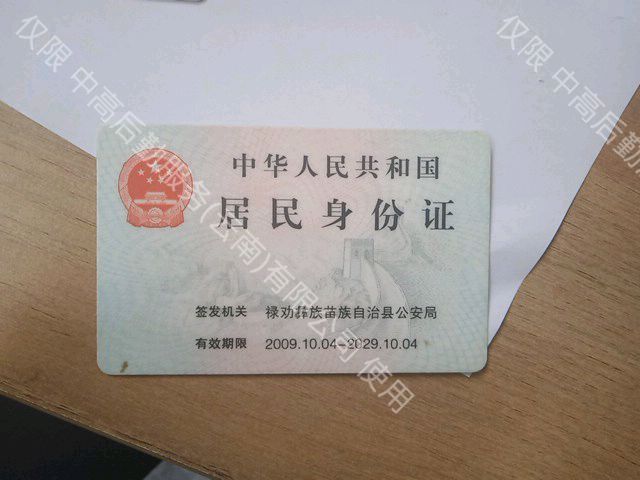 中华人民共和国
居民身份证
签发机关 禄劝彝族苗族自治县公安局
有效期限 2009.10.04-2029.10.04
仅限 中高后勤服务(云南)有限公司 使用
仅限 中高后勤